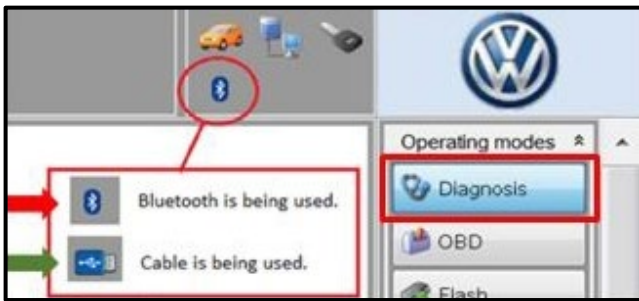 Operating modes
Diagnosis
Bluetooth is being used.
OBD
Cable is being used.
Flash